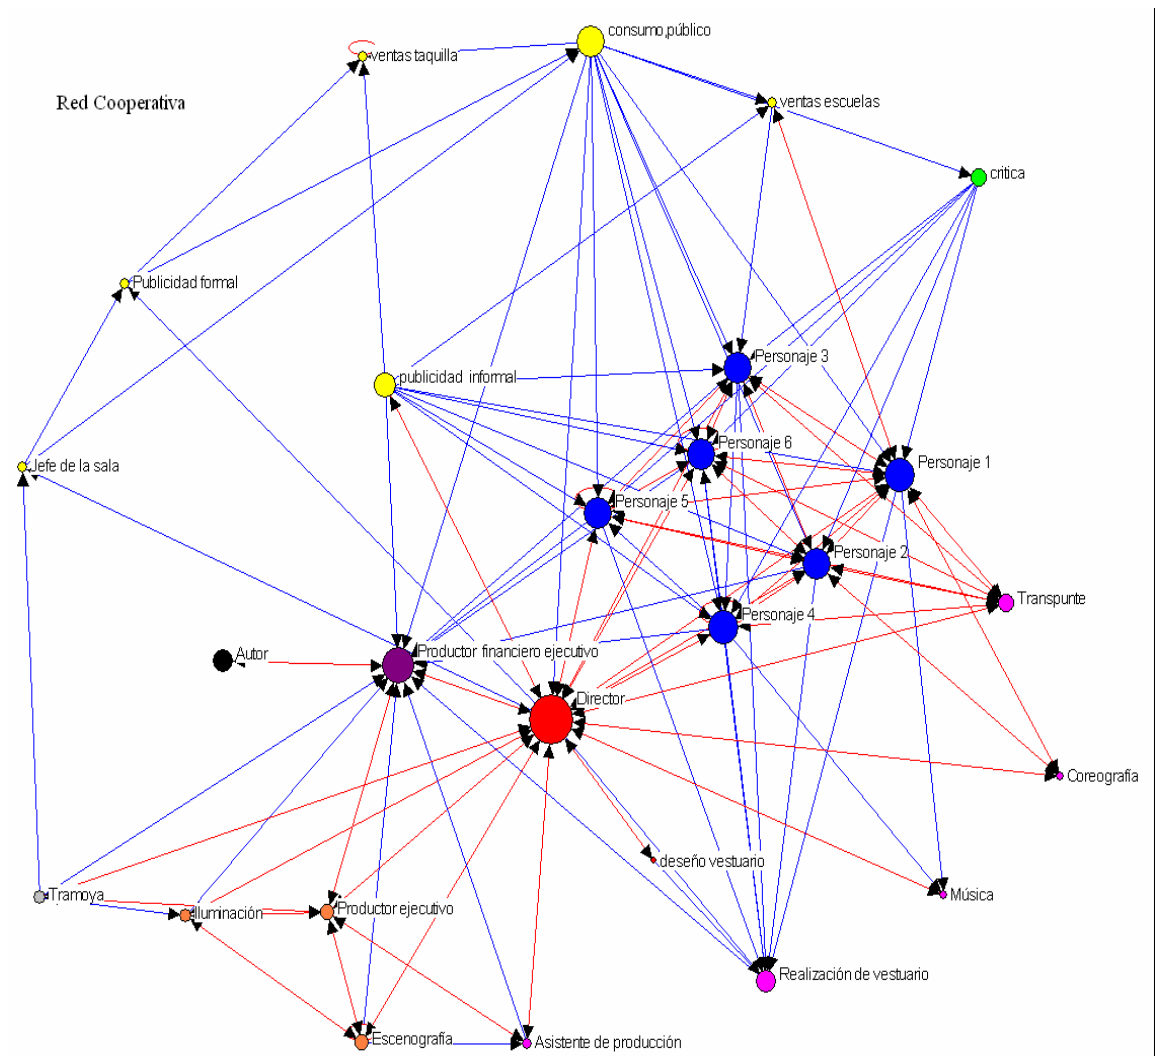 consumo,público
ventas taquilla
Red Cooperativa
ventas escuelas
critica
Publicidad formal
Personaje 3
publicidad informal
Personaje 6
Jefe de la sala
Personaje 1
Personaje 5
Personaje 2
Transpunte
Personaje 4
Autor
Productor financiero ejecutivo
Director
Coreografía
deseño vestuario
Tramoya
Música
Productor ejecutivo
Iluminación
Realización de vestuario
Escenografía
Asistente de producción